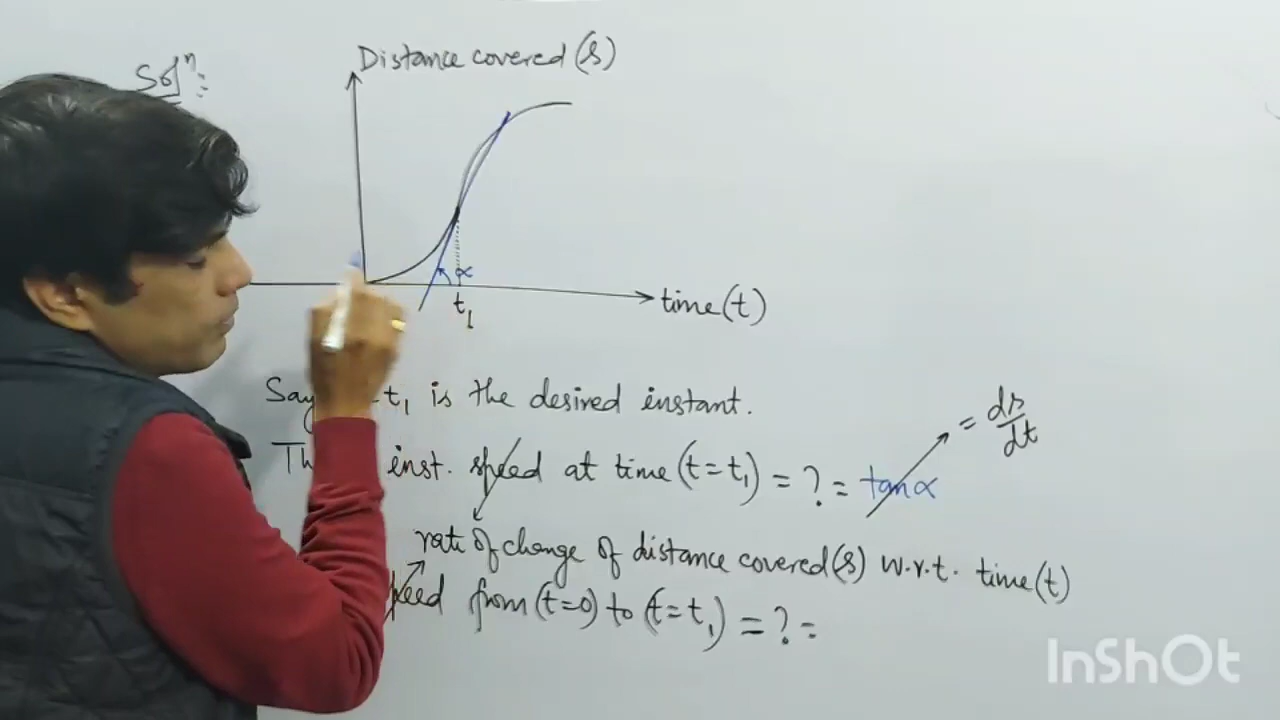 Solⁿ:
Distance covered (s)
α
t₁
time (t)
Say t₁ is the desired instant.
inst. speed at time (t=t₁) = ? = tanα = ds/dt
rate of change of distance covered (s) w.r.t. time (t)
speed from (t=0) to (t=t₁) = ? =
InShOt